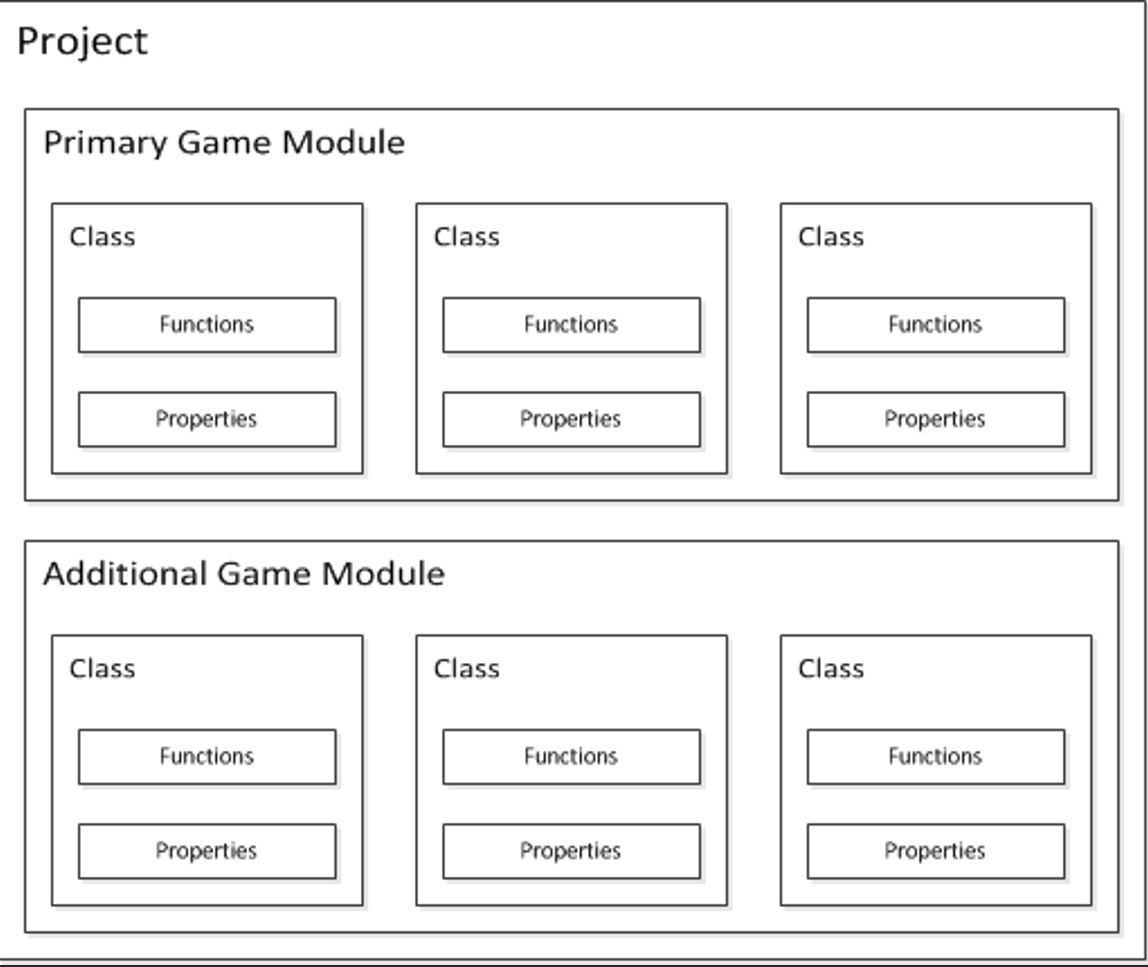 Project
Primary Game Module
Class
Class
Class
Functions
Functions
Functions
Properties
Properties
Properties
Additional Game Module
Class
Class
Class
Functions
Functions
Functions
Properties
Properties
Properties